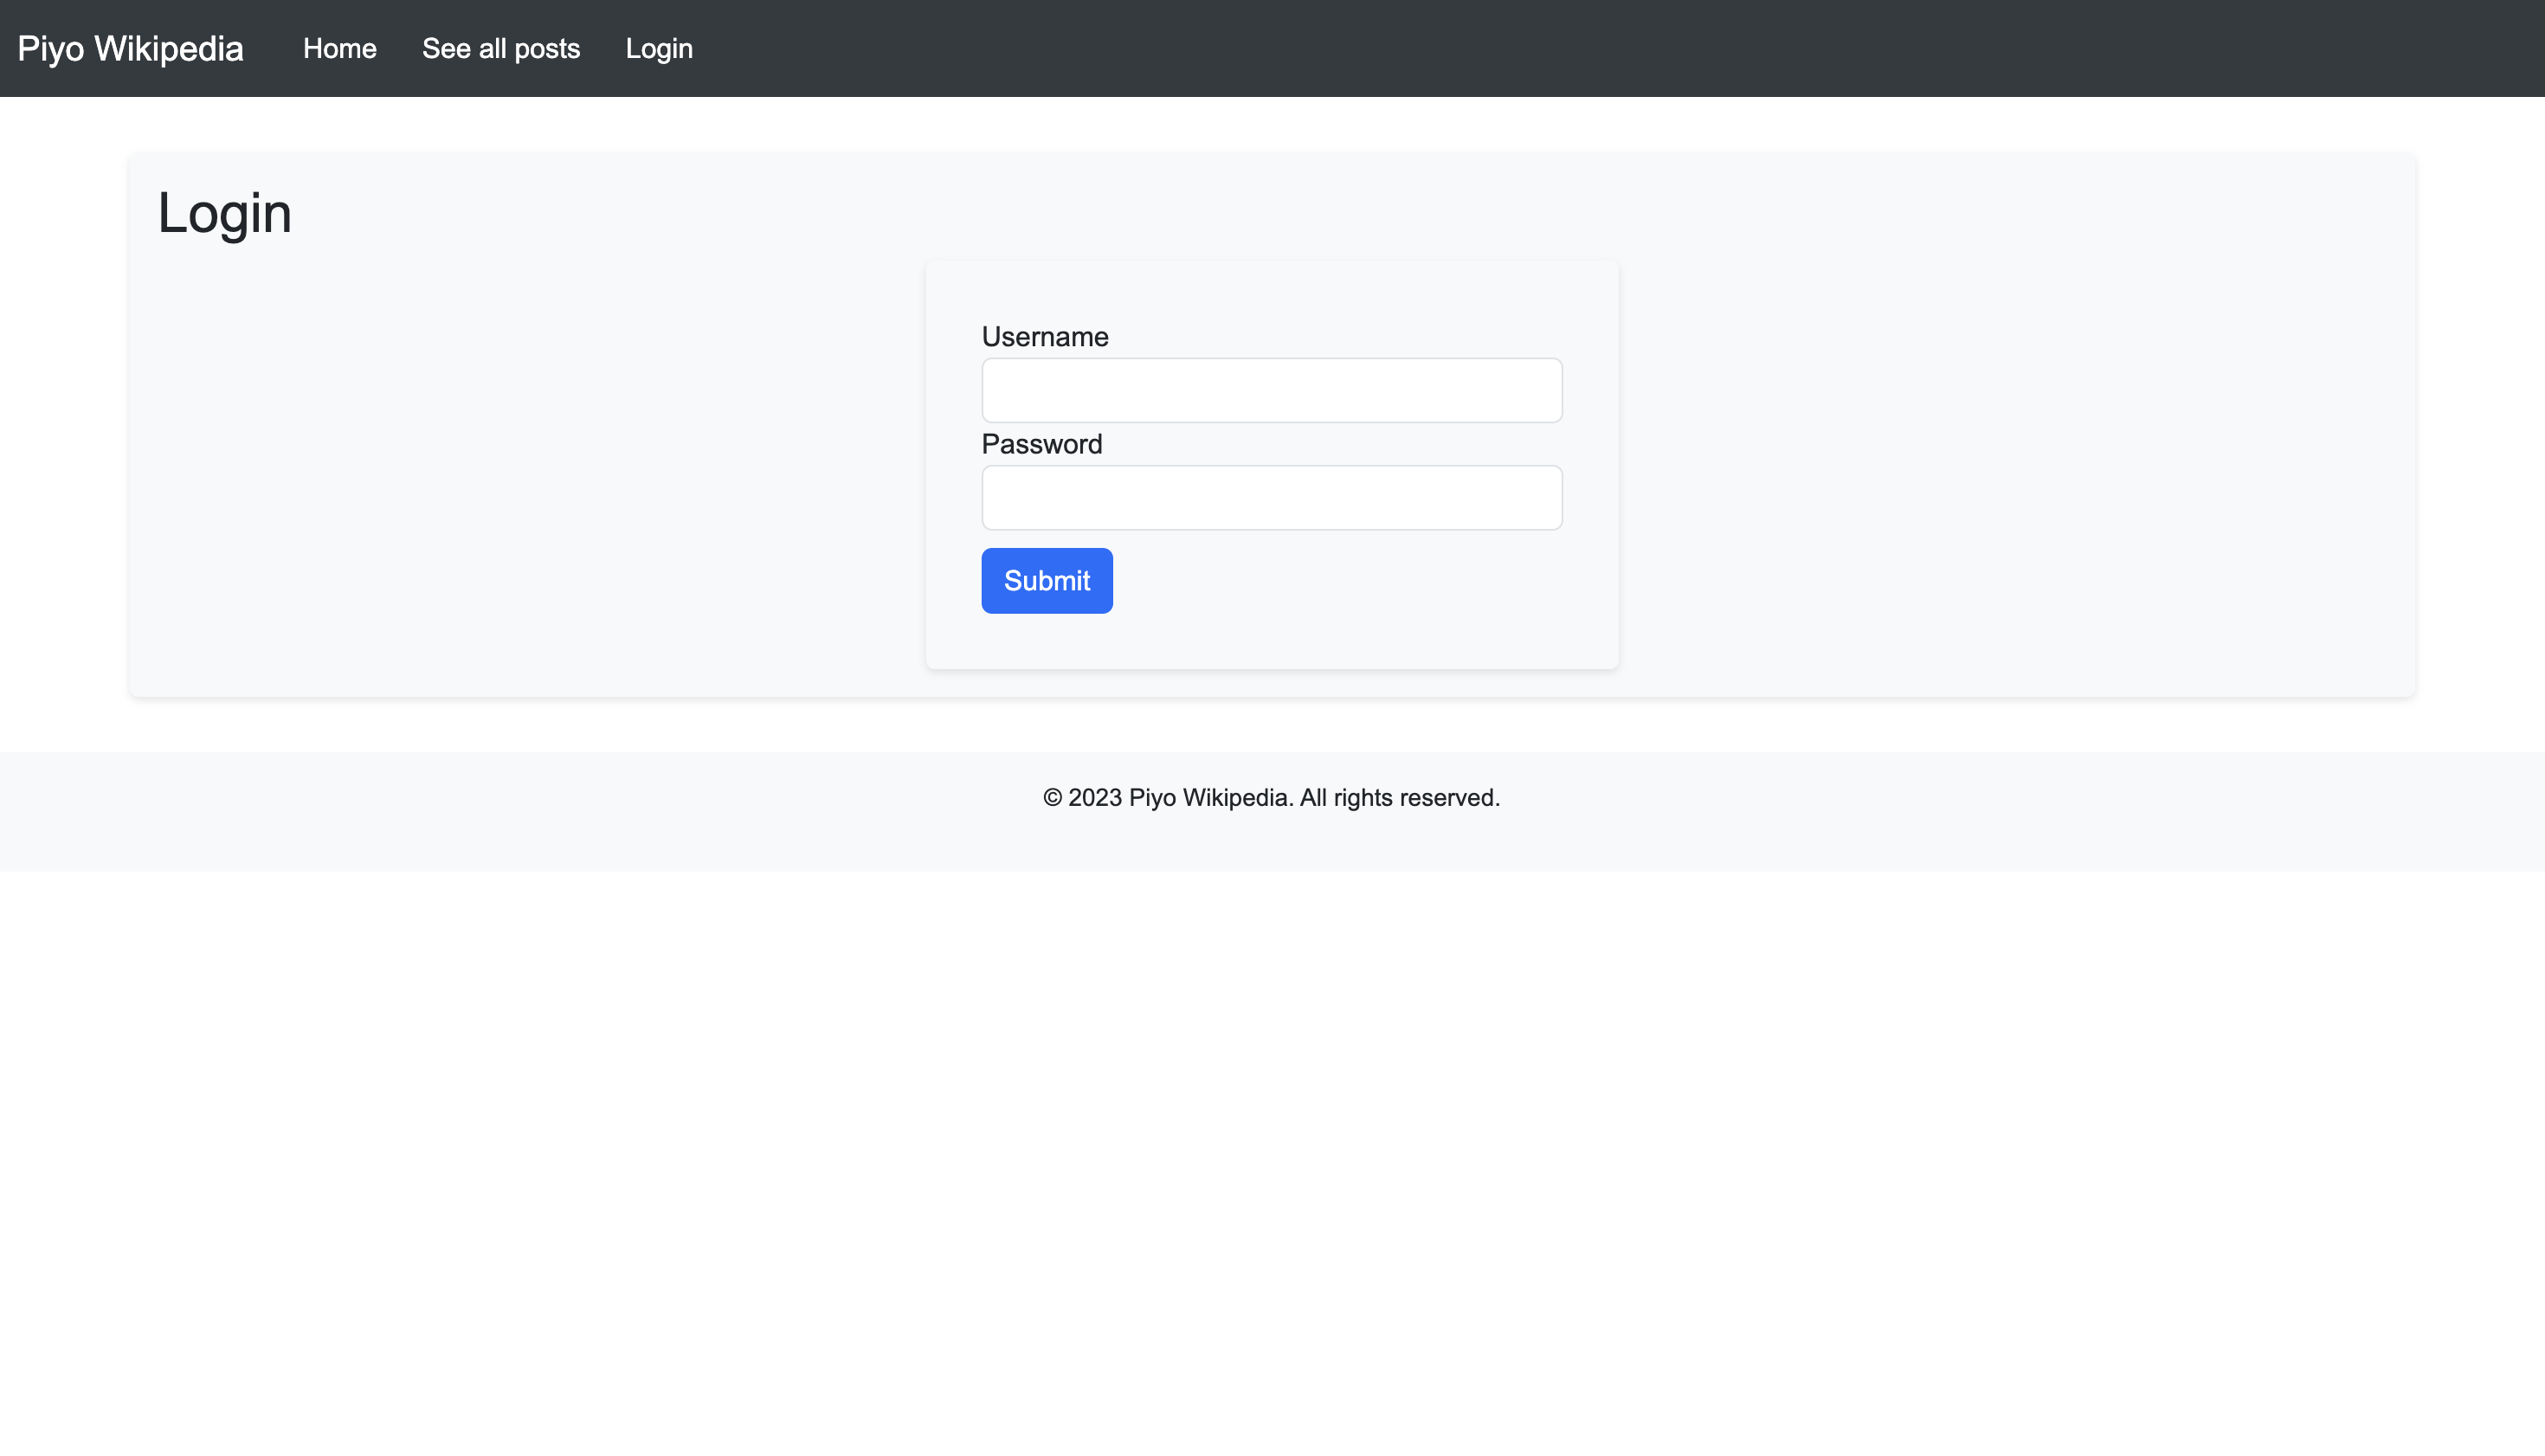 Piyo Wikipedia Home See all posts Login
Login
Username
Password
Submit
© 2023 Piyo Wikipedia. All rights reserved.